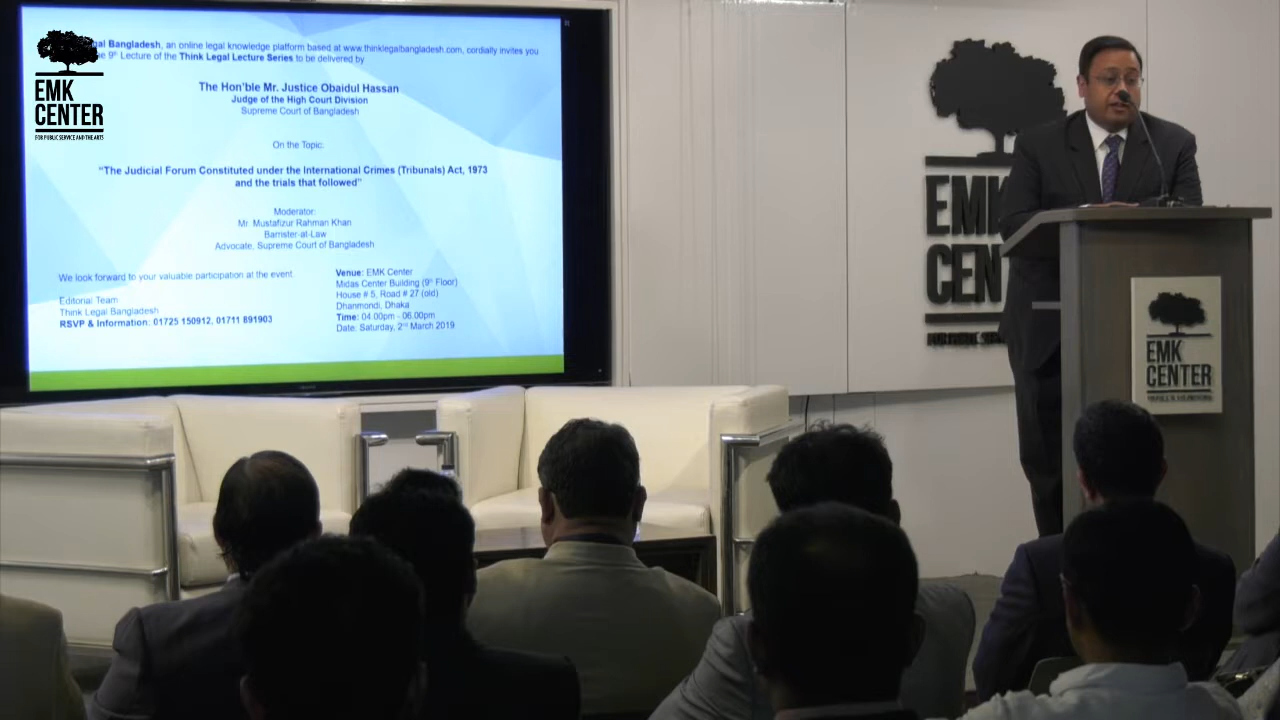 al Bangladesh, an online legal knowledge platform based at www.thinklegalbangladesh.com, cordially invites you
e 9th Lecture of the Think Legal Lecture Series to be delivered by
The Hon'ble Mr. Justice Obaidul Hassan
Judge of the High Court Division
Supreme Court of Bangladesh
On the Topic:
"The Judicial Forum Constituted under the International Crimes (Tribunals) Act, 1973
and the trials that followed"
Moderator:
Mr. Mustafizur Rahman Khan
Barrister-at-Law
Advocate, Supreme Court of Bangladesh
We look forward to your valuable participation at the event.
Editorial Team
Think Legal Bangladesh
RSVP & Information: 01725 150912, 01711 891903
Venue: EMK Center
Midas Center Building (9th Floor)
House # 5, Road # 27 (old)
Dhanmondi, Dhaka
Time: 04.00pm - 06.00pm
Date: Saturday, 2nd March 2019
EMK
CENTER
FOR PUBLIC SERVICE AND THE ARTS
EMK
CEN
EMK
CENTER